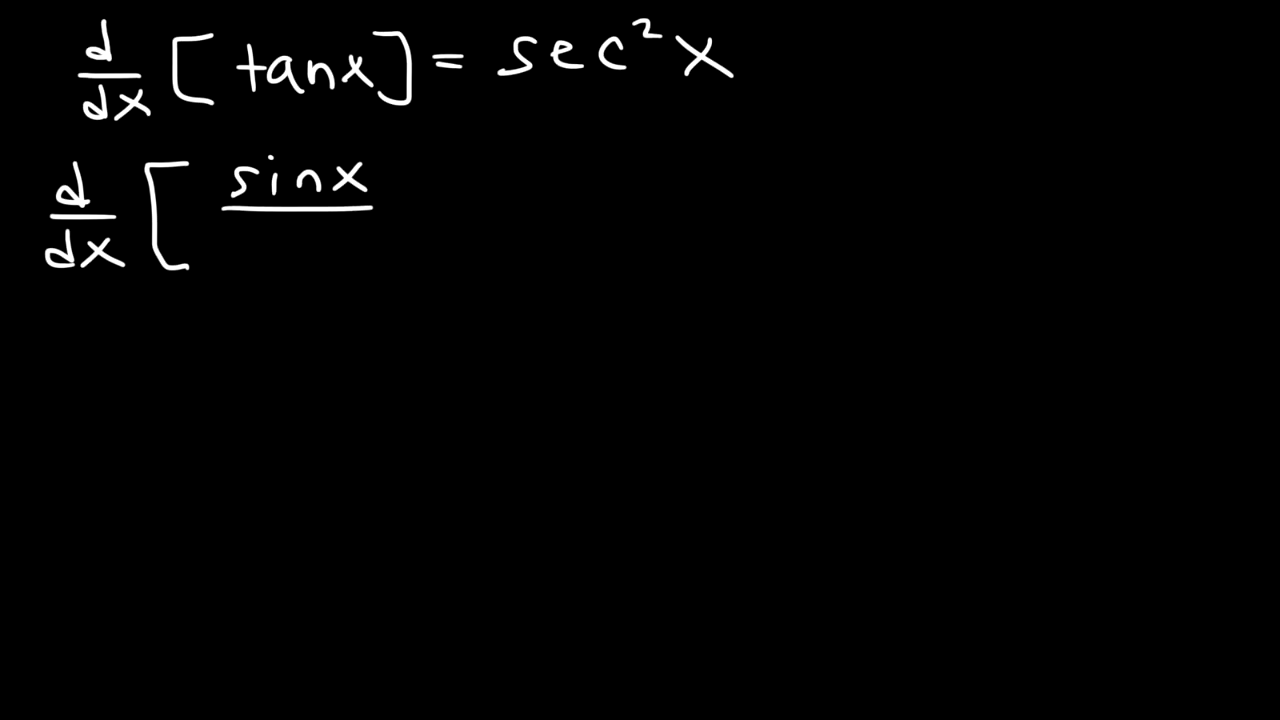 d/dx [ tanx ] = sec²x
d/dx [ sinx